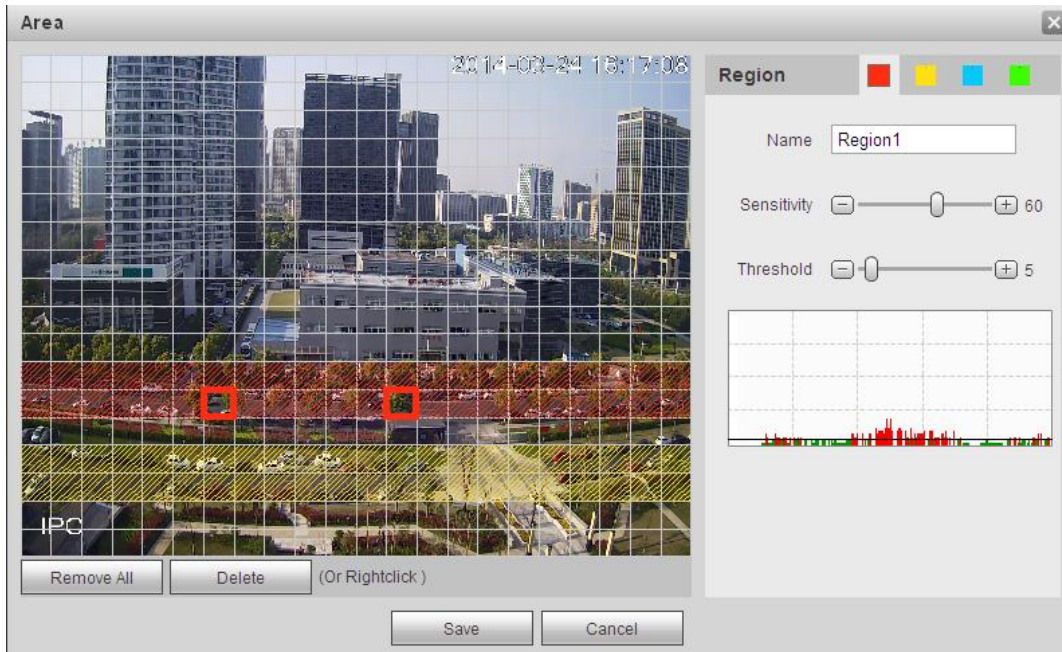 Area
2014-03-24 16:17:08
Region
Name Region1
Sensitivity 60
Threshold 5
IPC
Remove All Delete (Or Rightclick )
Save Cancel